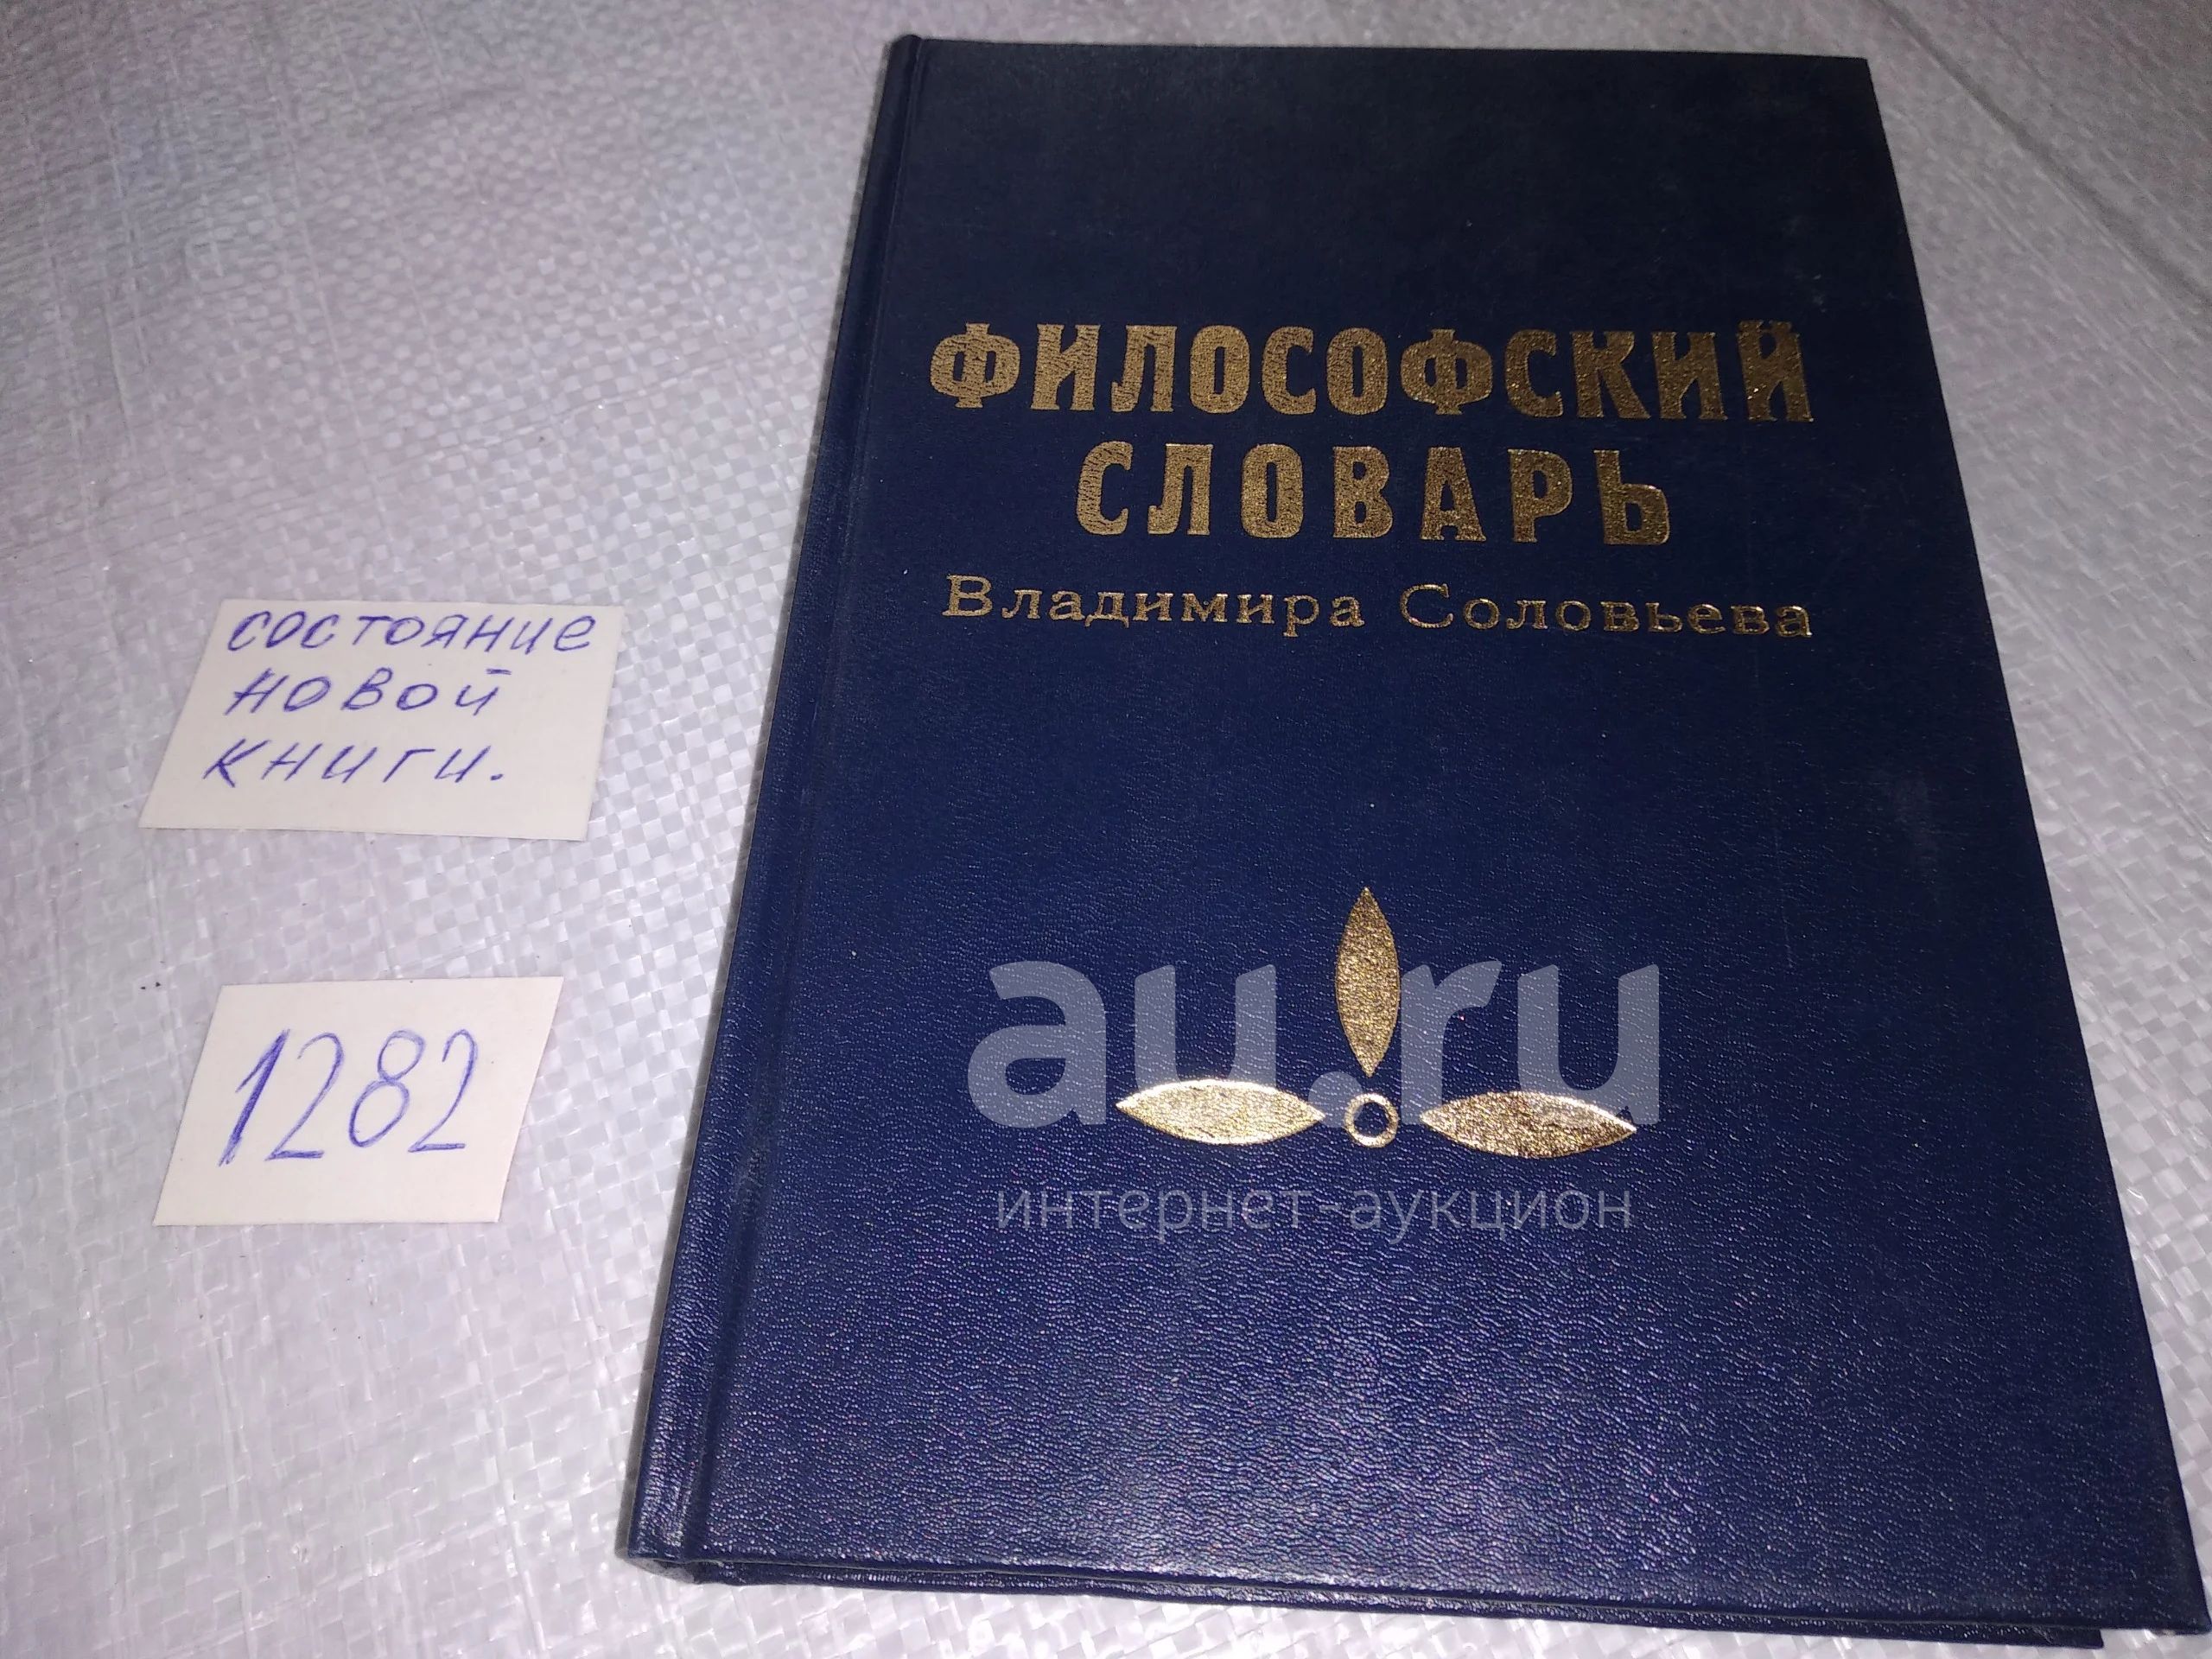 ФИЛОСОФСКИЙ
СЛОВАРЬ
Владимира Соловьева
состояние
новой
книги.
1282
au.ru
интернет-аукцион